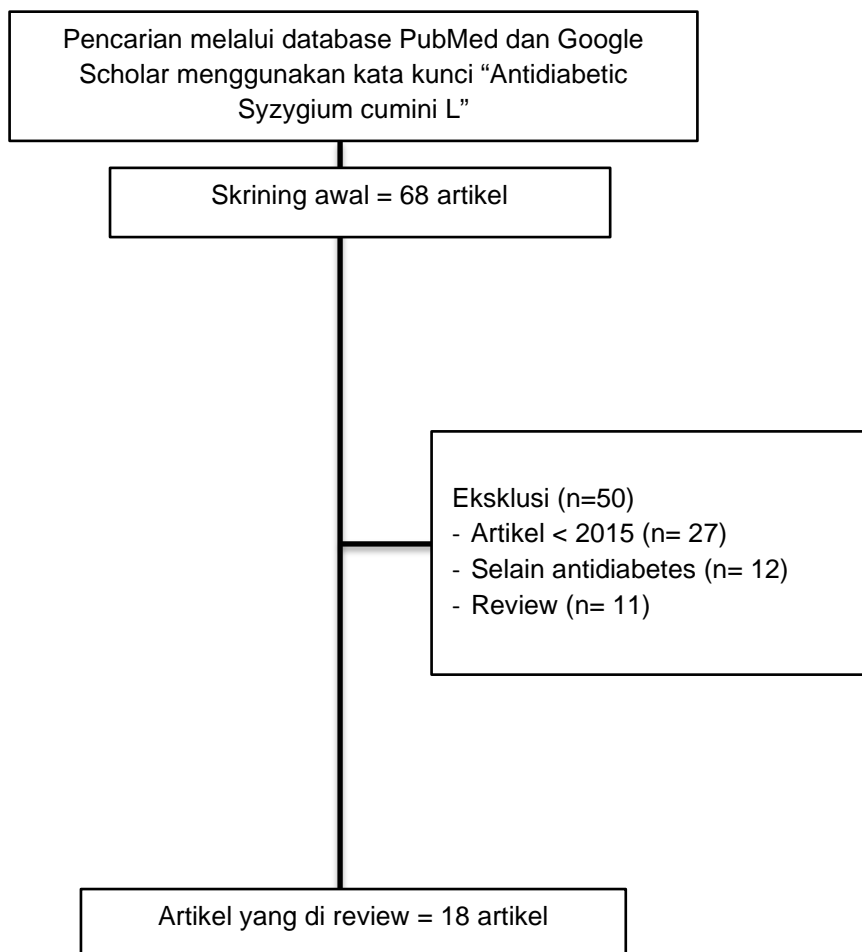 Pencarian melalui database PubMed dan Google
Scholar menggunakan kata kunci “Antidiabetic
Syzygium cumini L”
Skrining awal = 68 artikel
Eksklusi (n=50)
- Artikel < 2015 (n= 27)
- Selain antidiabetes (n= 12)
- Review (n= 11)
Artikel yang di review = 18 artikel